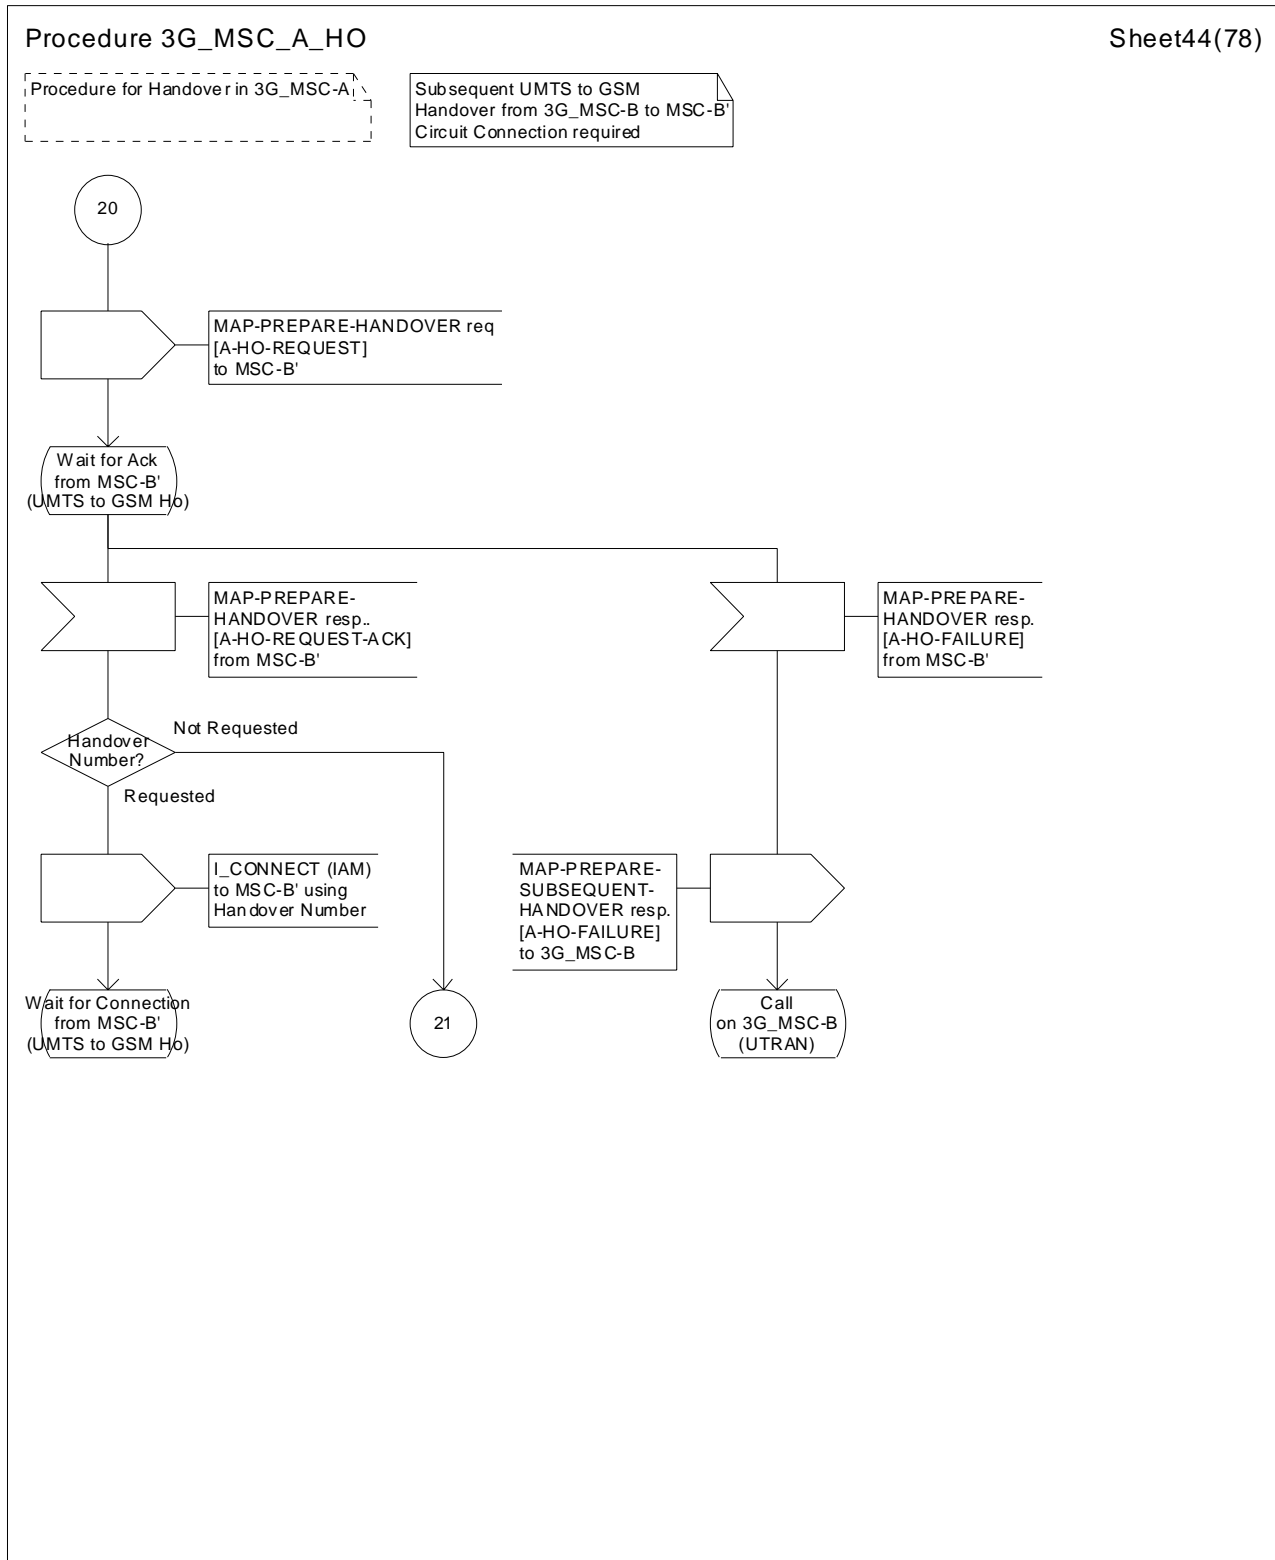 Procedure 3G_MSC_A_HO
Sheet44(78)
Procedure for Handover in 3G_MSC-A
Subsequent UMTS to GSM
Handover from 3G_MSC-B to MSC-B'
Circuit Connection required
20
MAP-PREPARE-HANDOVER req
[A-HO-REQUEST]
to MSC-B'
Wait for Ack
from MSC-B'
(UMTS to GSM Ho)
MAP-PREPARE-
HANDOVER resp..
[A-HO-REQUEST-ACK]
from MSC-B'
MAP-PREPARE-
HANDOVER resp.
[A-HO-FAILURE]
from MSC-B'
Handover
Number?
Not Requested
Requested
I_CONNECT (IAM)
to MSC-B' using
Handover Number
MAP-PREPARE-
SUBSEQUENT-
HANDOVER resp.
[A-HO-FAILURE]
to 3G_MSC-B
Wait for Connection
from MSC-B'
(UMTS to GSM Ho)
21
Call
on 3G_MSC-B
(UTRAN)